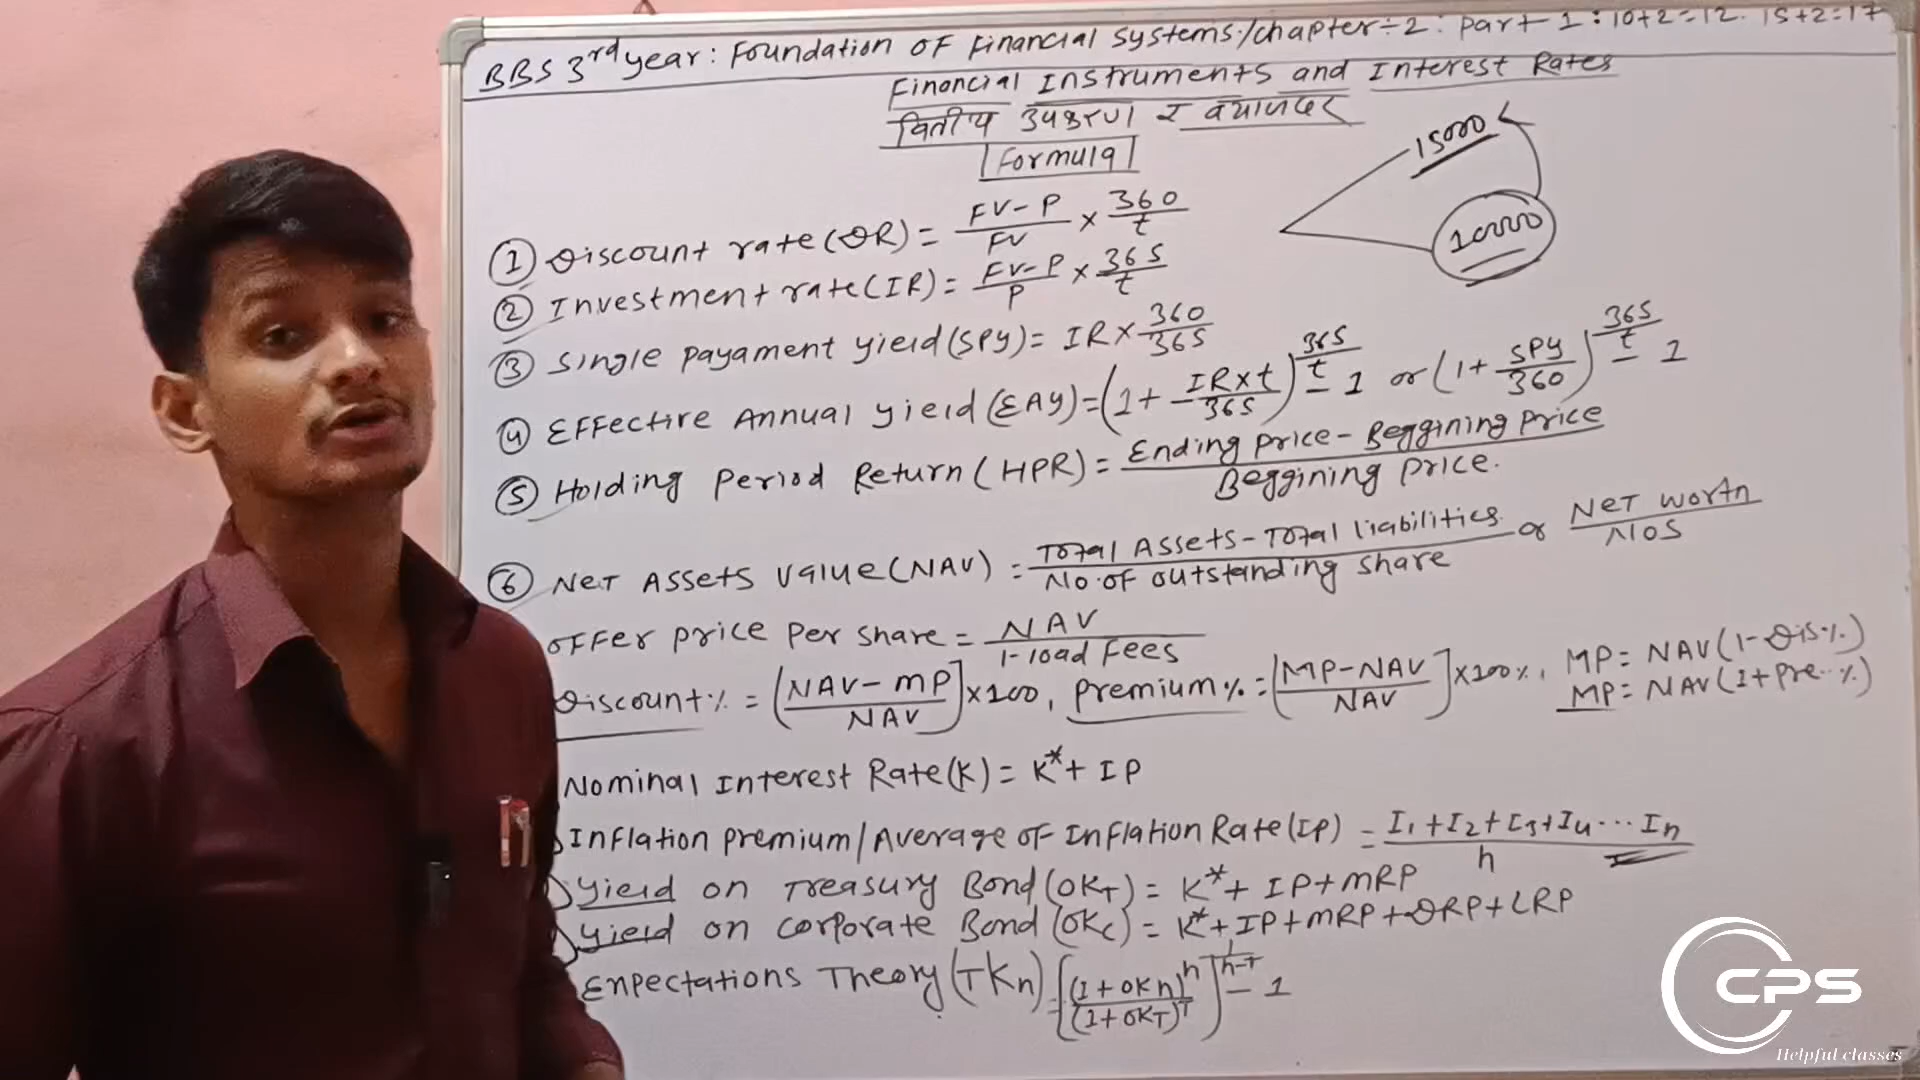 BBS 3rd year: Foundation of Financial Systems:/chapter÷2: part-1: 10+2=12. 15+2=17
Financial Instruments and Interest Rates
वित्तीय उपकरण र ब्याजदर
Formula
15000
10000
① Discount rate(DR) = (FV-P)/FV × 360/t
② Investment rate(IR) = (FV-P)/P × 365/t
③ Single payament yield(SPY) = IR × 360/365
④ Effective Annual yield (EAY) = (1 + (IR×t)/365)^(365/t) - 1 or (1 + SPY/360)^(365/t) - 1
⑤ Holding Period Return (HPR) = (Ending price - Beggining price)/(Beggining price.)
⑥ Net Assets value (NAV) = (Total Assets - Total liabilities)/(No. of outstanding share) or (Net worth)/NOS
offer price per share = NAV/(1-load Fees)
Discount % = [(NAV-MP)/NAV]×100, premium % = [(MP-NAV)/NAV]×100%, MP = NAV(1-Dis%)
MP = NAV(1+pre..%)
Nominal Interest Rate(K) = K* + IP
Inflation premium/Average of Inflation Rate(IP) = (I₁+I₂+I₃+I₄...Iₙ)/n
Yield on Treasury Bond (OKT) = K* + IP + MRP
Yield on corporate Bond (OKc) = K* + IP + MRP + DRP + LRP
Enpectations Theory (TKn) = [(1+OKn)^n/(1+OKT)^T]^(1/(n-T)) - 1
CPS
Helpful classes